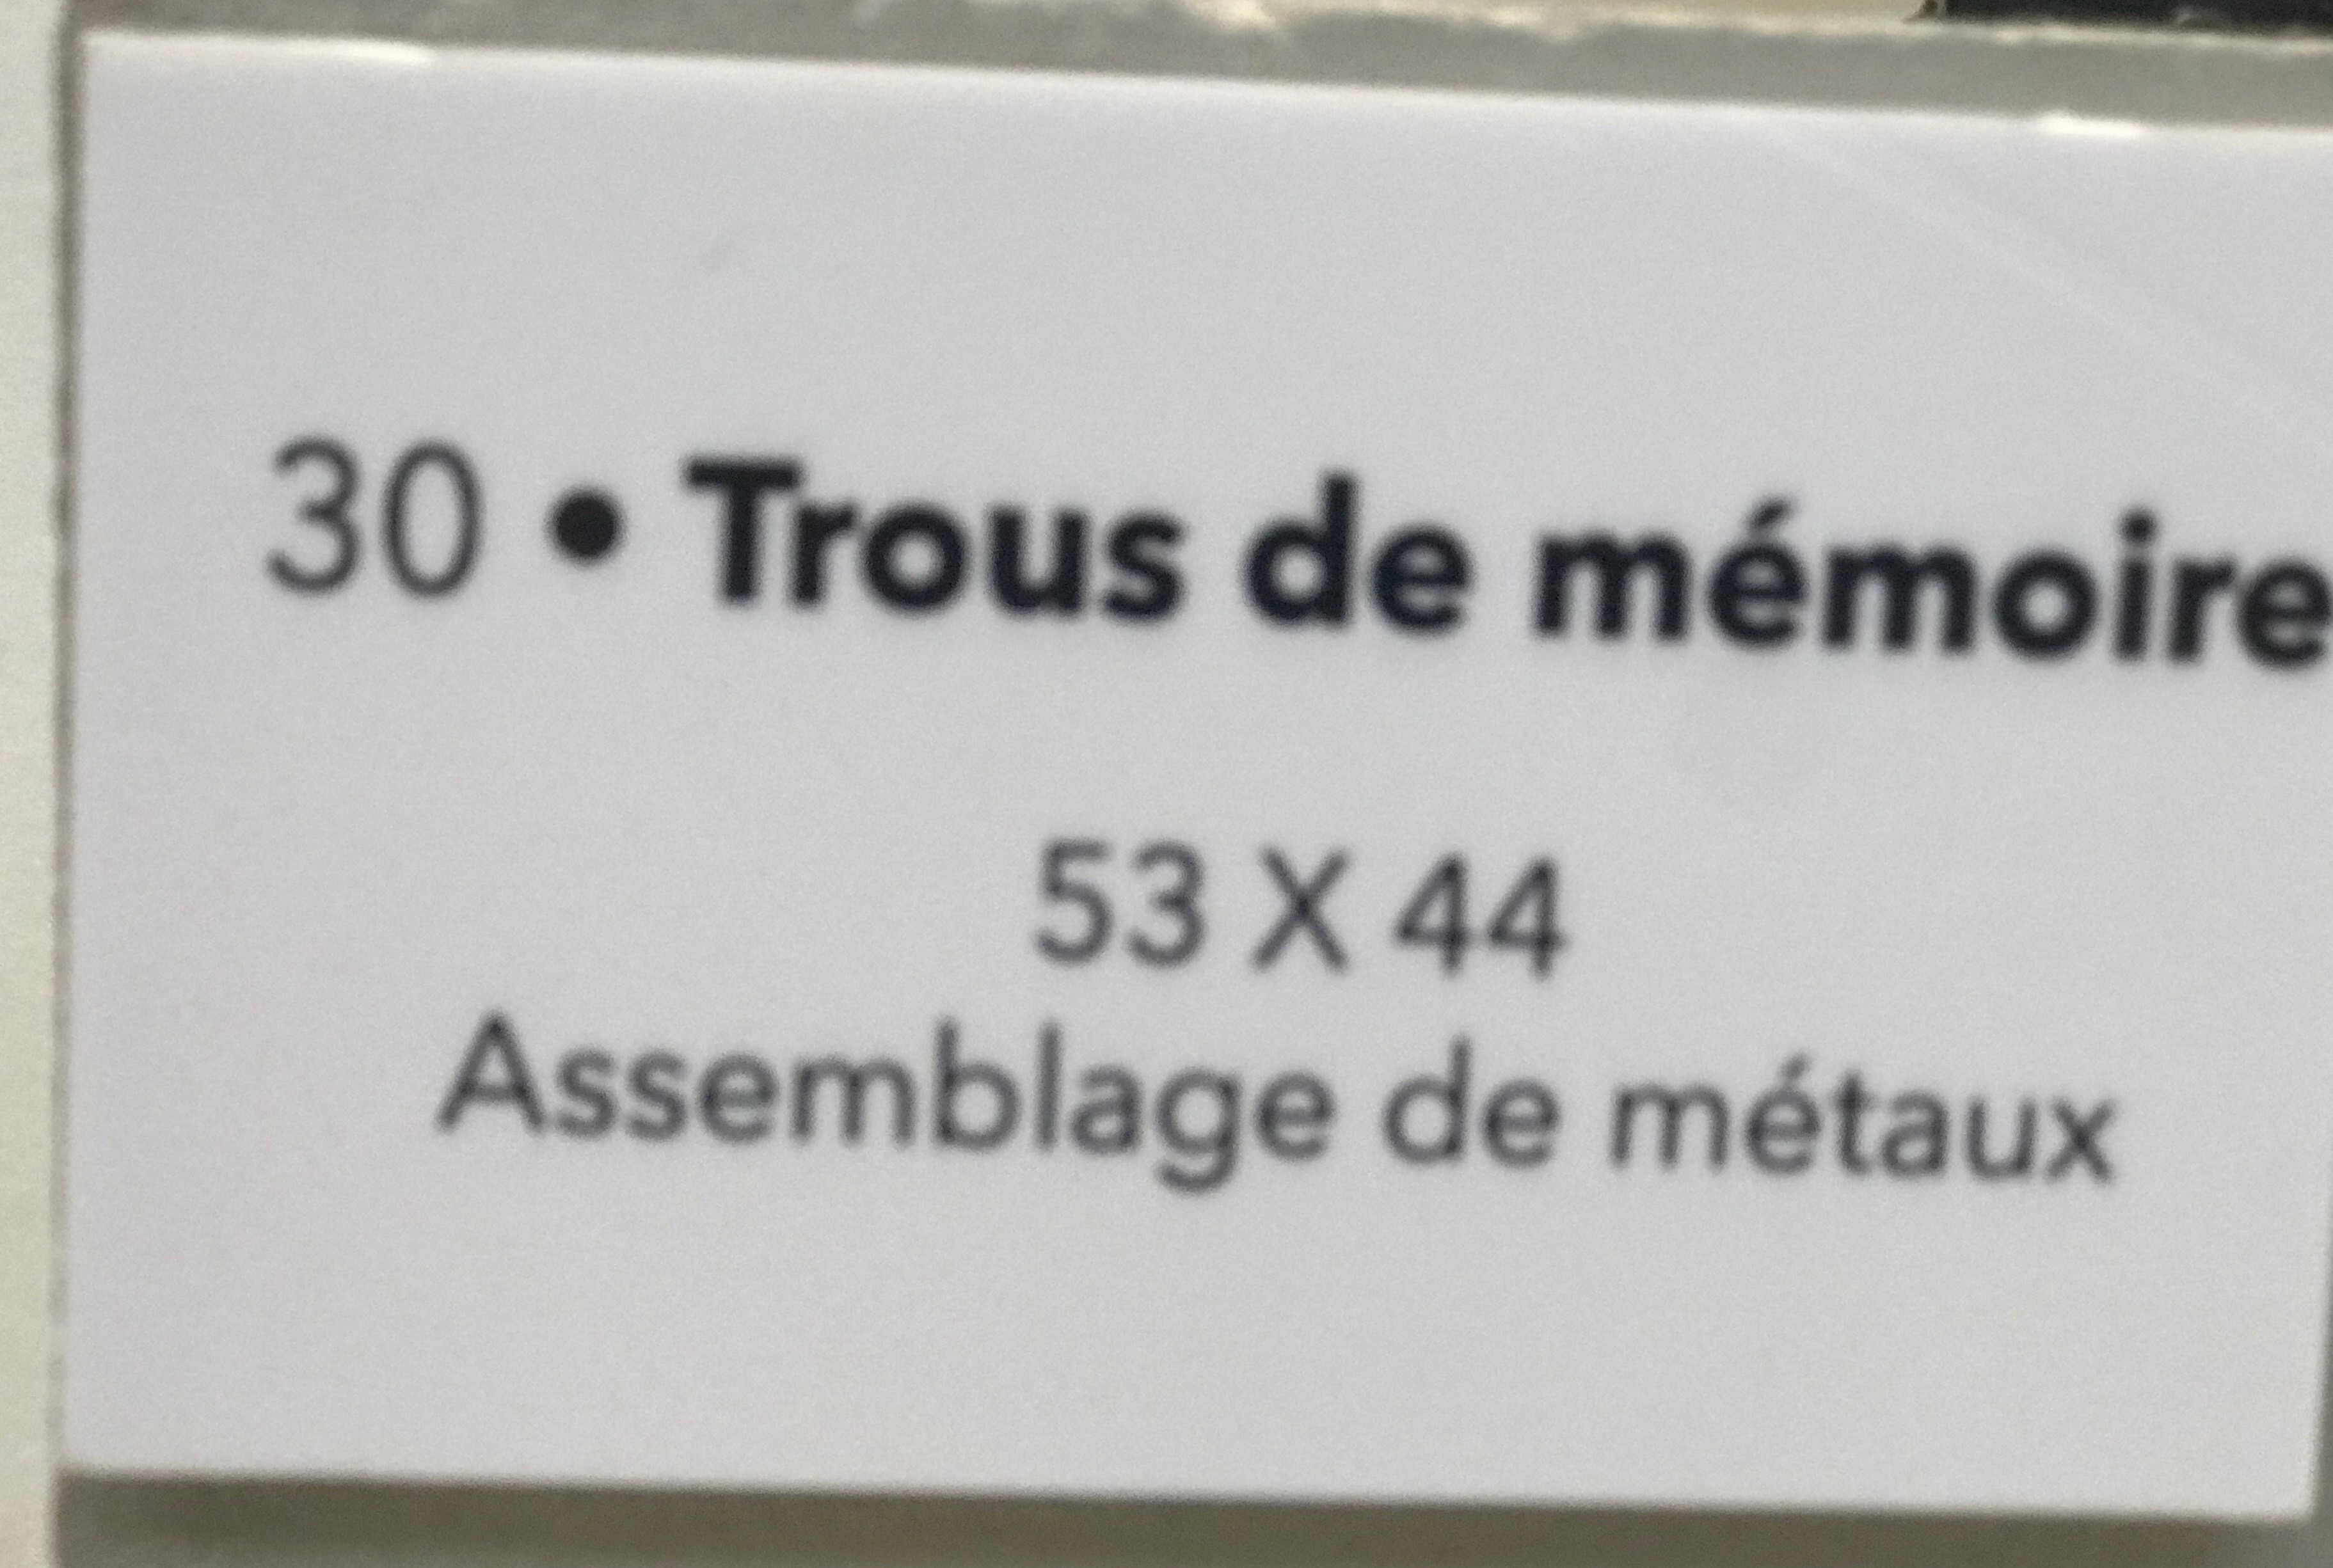 30 • Trous de mémoire
53 X 44
Assemblage de métaux